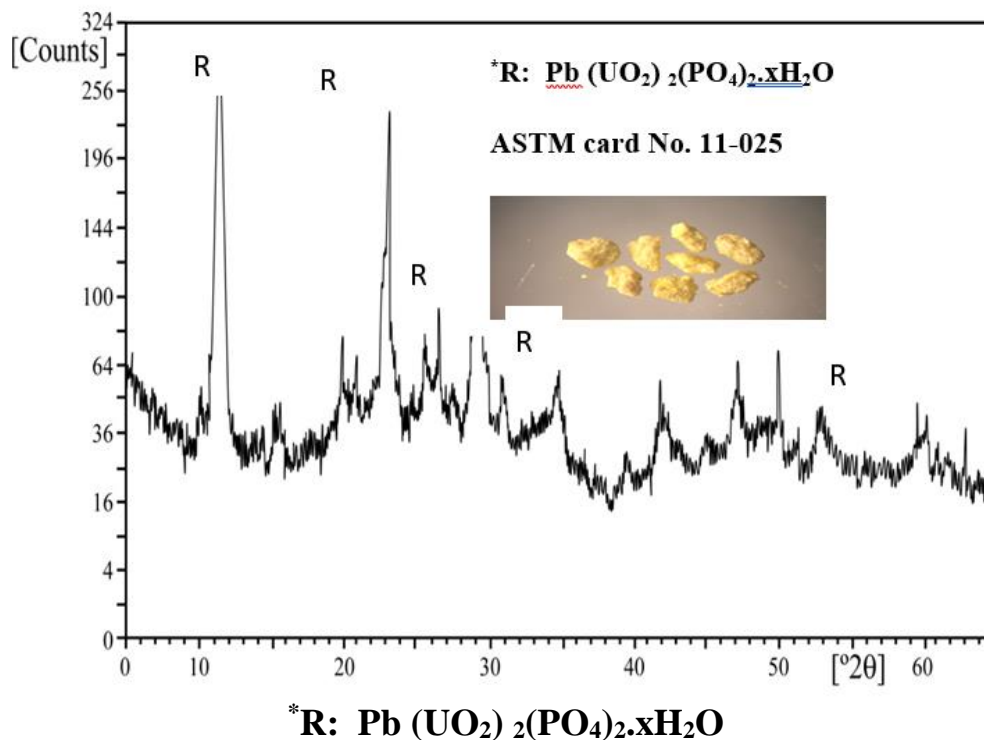 324
[Counts]
R
R
*R: Pb (UO₂) ₂(PO₄)₂.xH₂O
256
ASTM card No. 11-025
196
144
R
100
R
64
R
36
16
4
0
0 10 20 30 40 50 [°2θ] 60
*R: Pb (UO₂) ₂(PO₄)₂.xH₂O